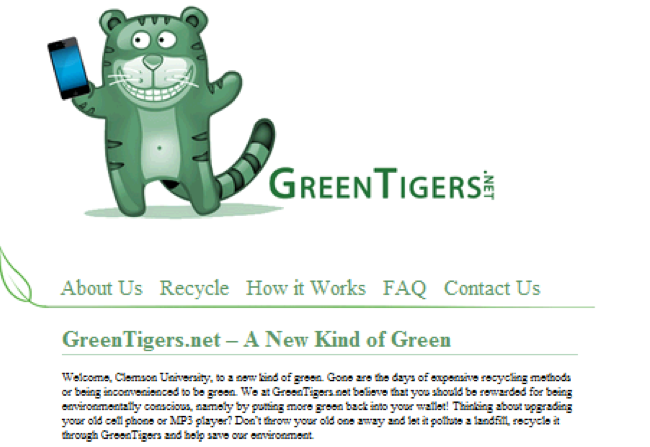 GREENTIGERS.NET
About Us Recycle How it Works FAQ Contact Us
GreenTigers.net – A New Kind of Green
Welcome, Clemson University, to a new kind of green. Gone are the days of expensive recycling methods
or being inconvenienced to be green. We at GreenTigers.net believe that you should be rewarded for being
environmentally conscious, namely by putting more green back into your wallet! Thinking about upgrading
your old cell phone or MP3 player? Don't throw your old one away and let it pollute a landfill, recycle it
through GreenTigers and help save our environment.